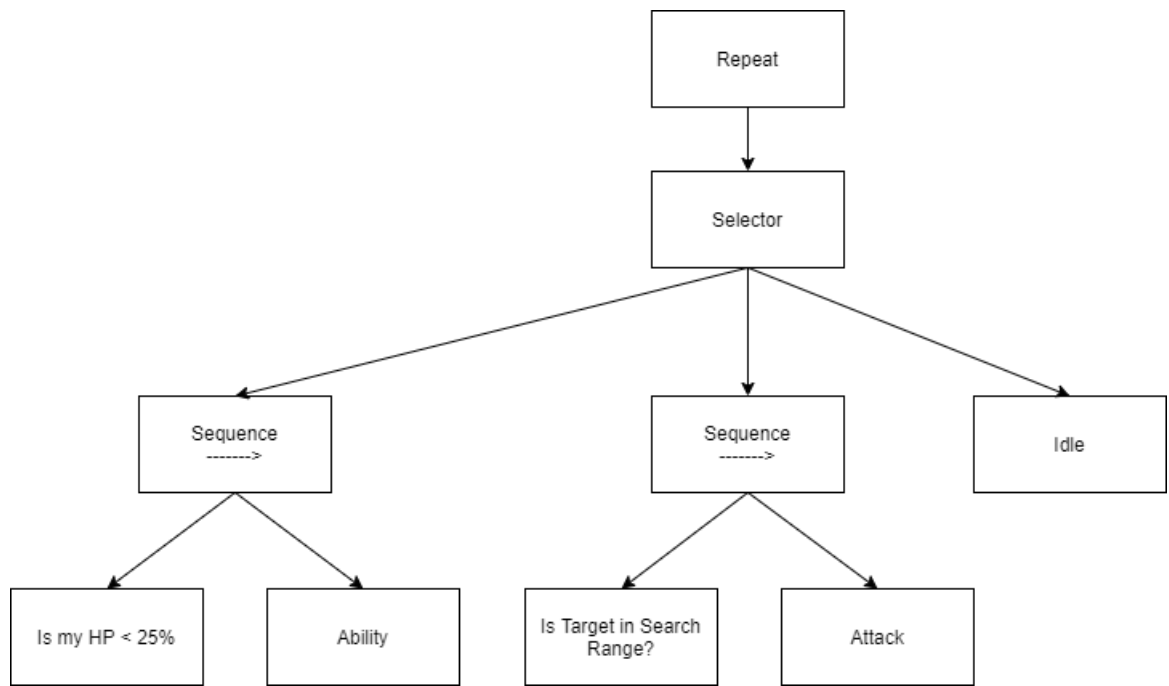 Repeat
Selector
Sequence
------->
Sequence
------->
Idle
Is my HP < 25%
Ability
Is Target in Search
Range?
Attack